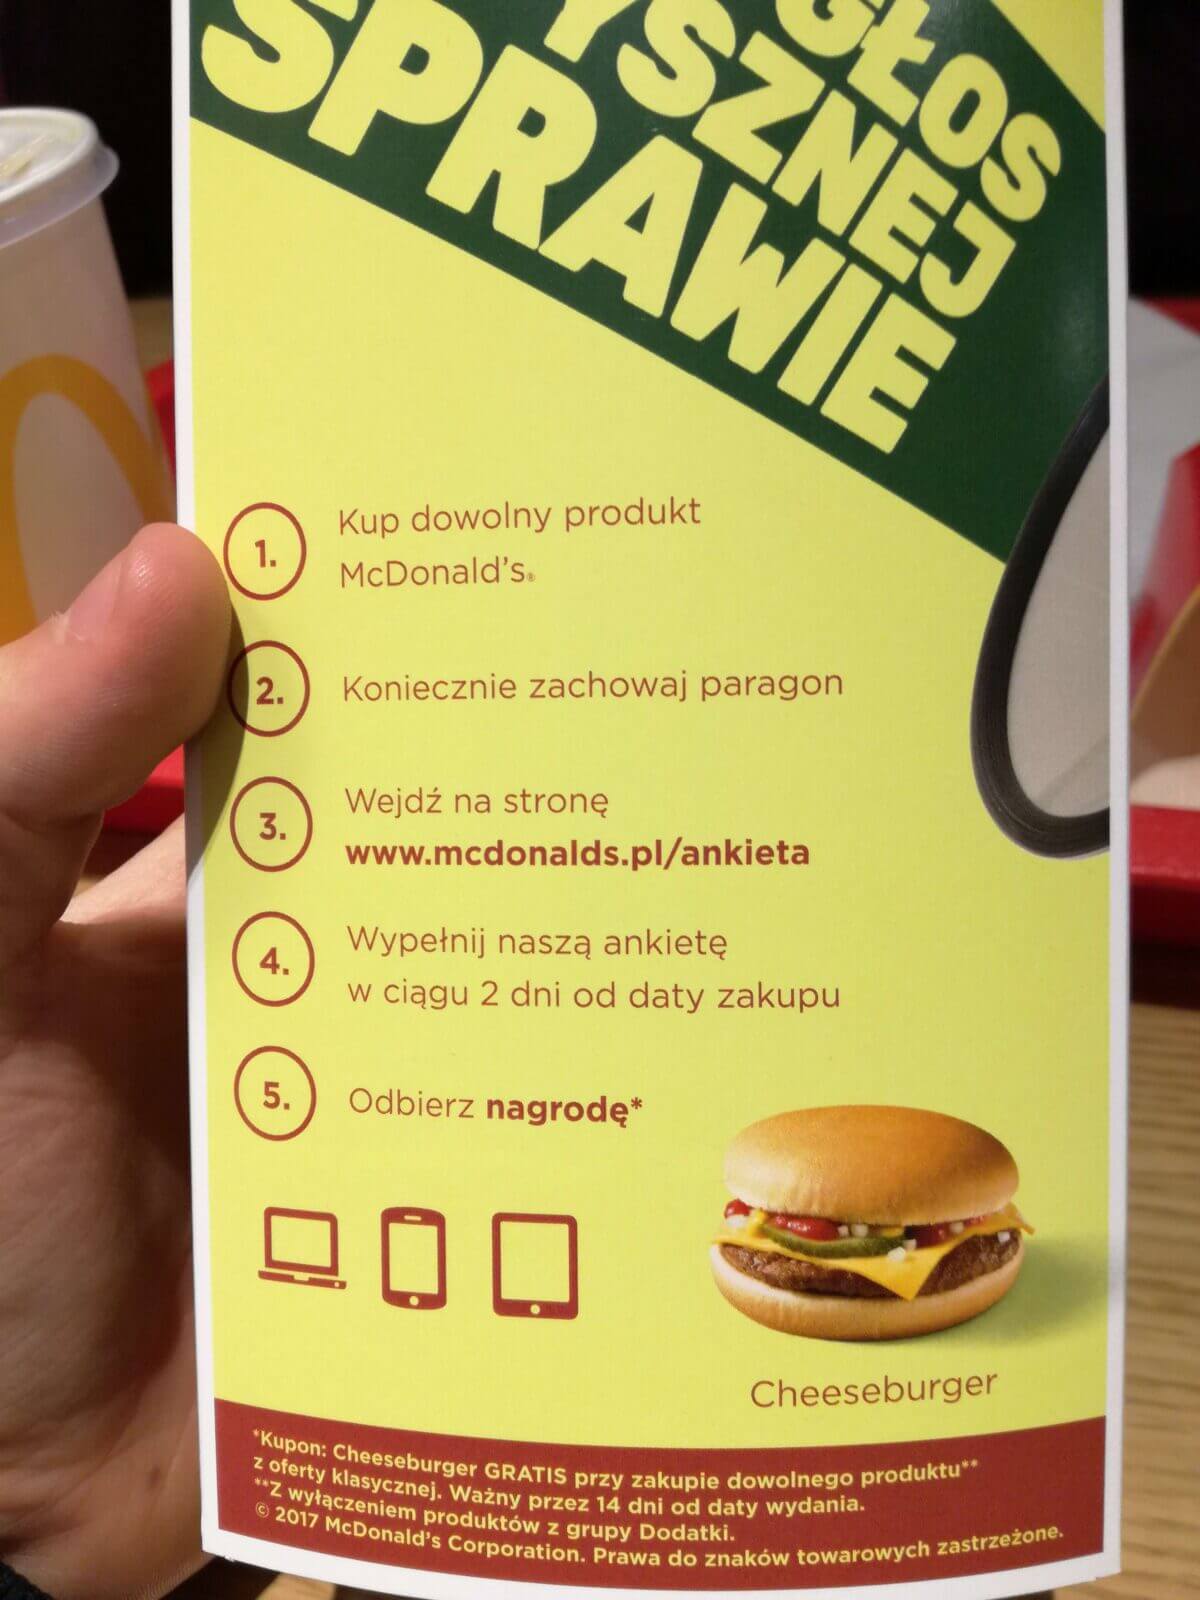 GŁOS
YSZNEJ
SPRAWIE
1. Kup dowolny produkt
McDonald's®
2. Koniecznie zachowaj paragon
3. Wejdź na stronę
www.mcdonalds.pl/ankieta
4. Wypełnij naszą ankietę
w ciągu 2 dni od daty zakupu
5. Odbierz nagrodę*
Cheeseburger
*Kupon: Cheeseburger GRATIS przy zakupie dowolnego produktu**
z oferty klasycznej. Ważny przez 14 dni od daty wydania.
**Z wyłączeniem produktów z grupy Dodatki.
© 2017 McDonald's Corporation. Prawa do znaków towarowych zastrzeżone.